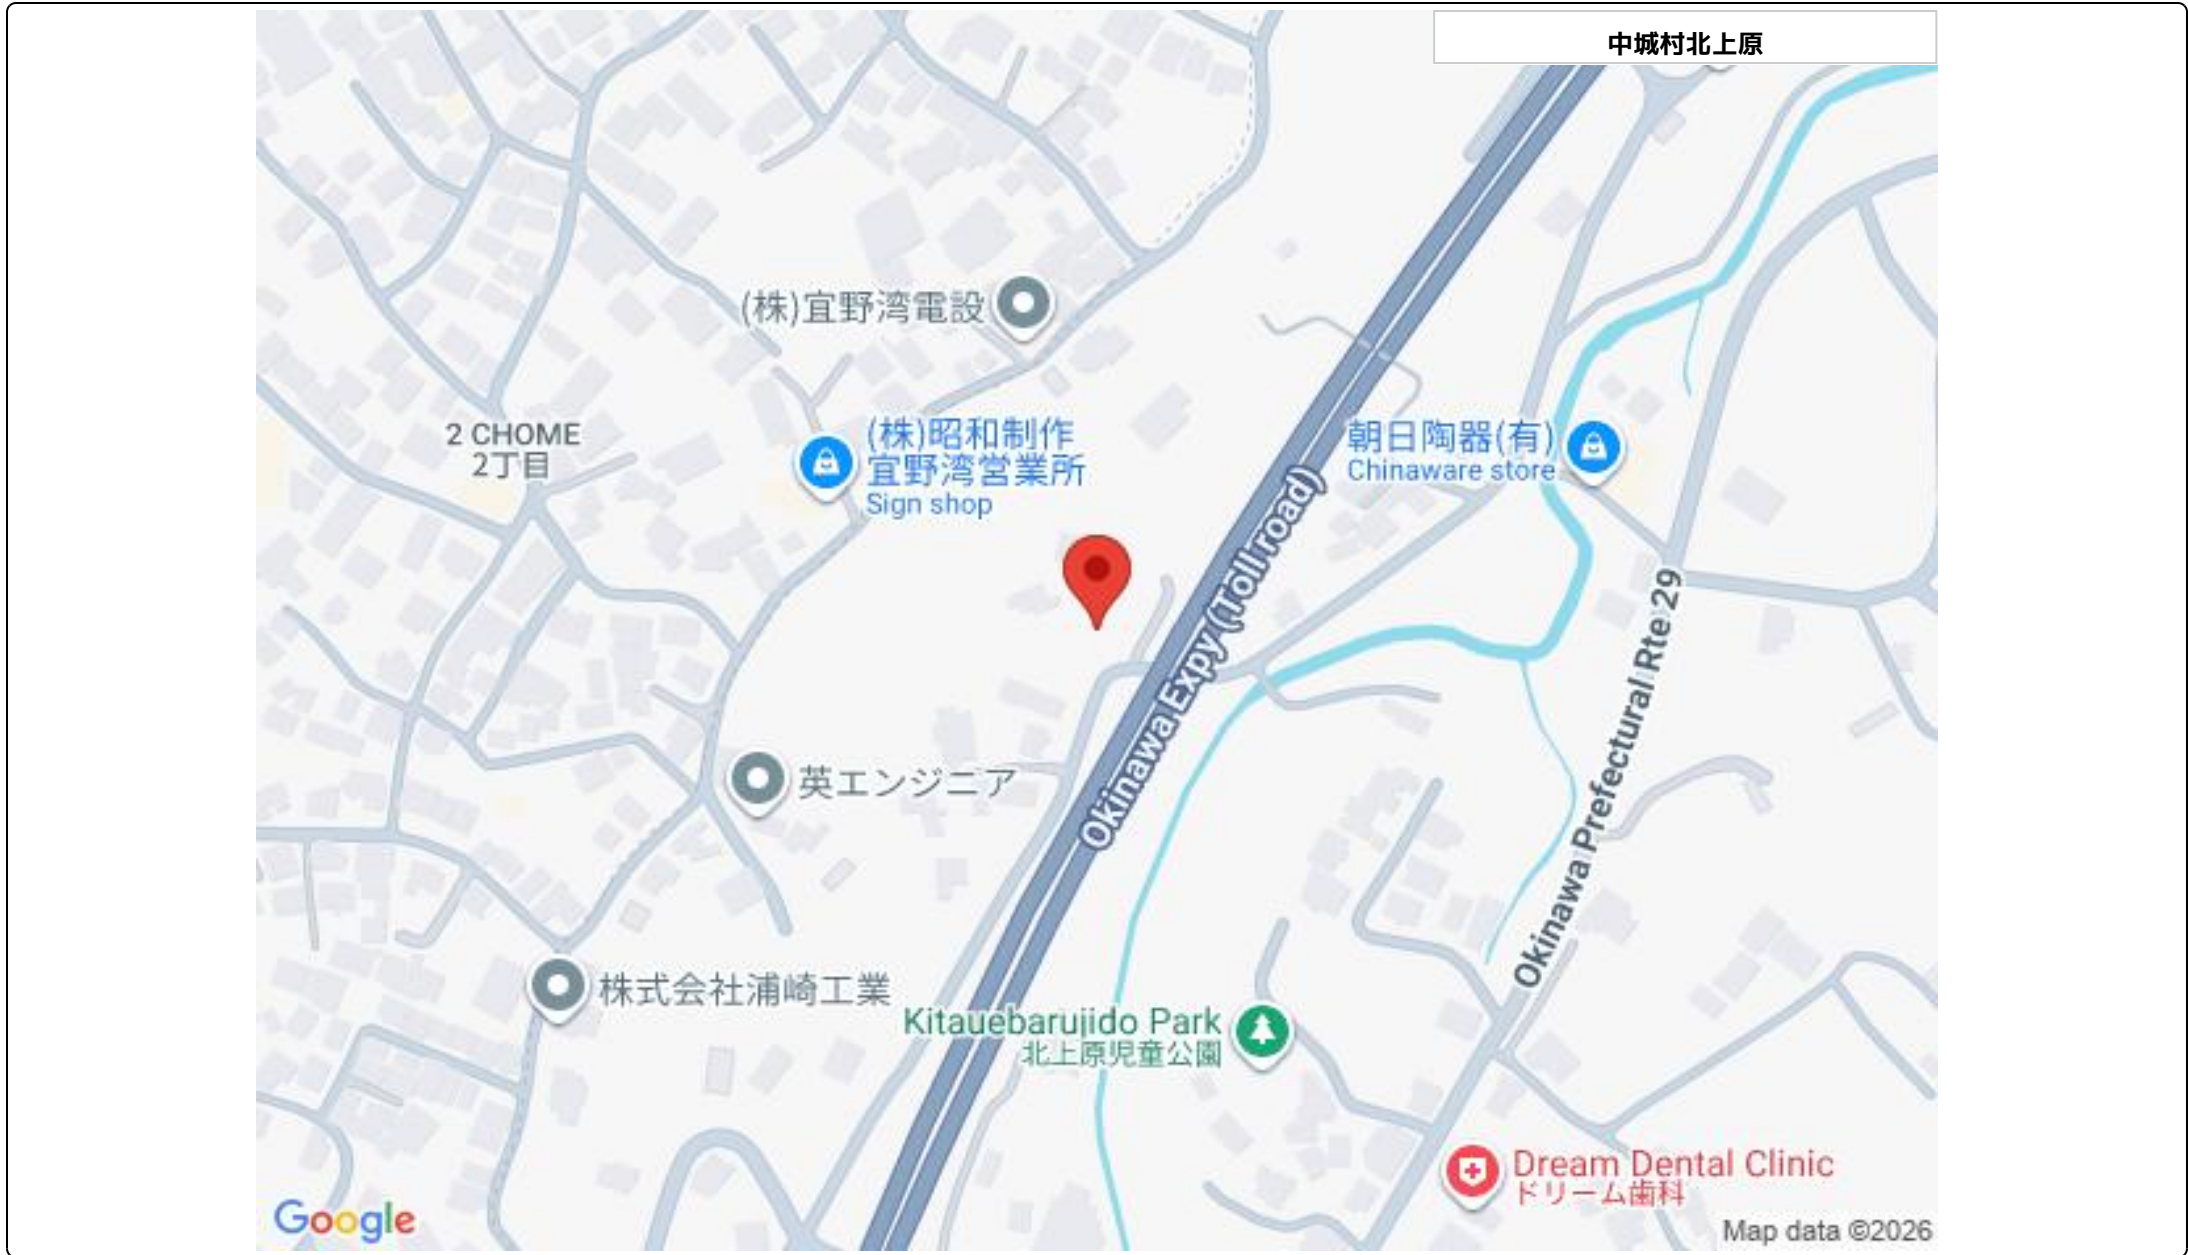 中城村北上原
(株)宜野湾電設
2 CHOME
2丁目
(株)昭和制作
宜野湾営業所
Sign shop
朝日陶器(有)
Chinaware store
Okinawa Expy (Toll road)
Okinawa Prefectural Rte 29
英エンジニア
株式会社浦崎工業
Kitauebarujido Park
北上原児童公園
Dream Dental Clinic
ドリーム歯科
Google
Map data ©2026